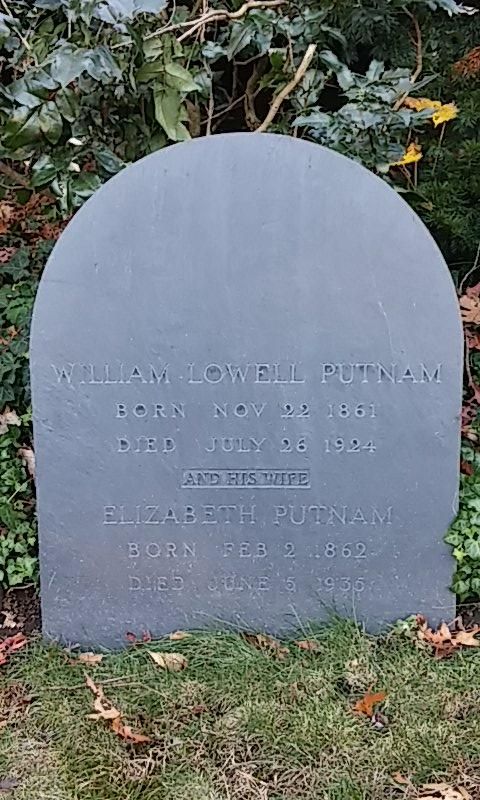 WILLIAM LOWELL PUTNAM
BORN NOV 22 1861
DIED JULY 26 1924
AND HIS WIFE
ELIZABETH PUTNAM
BORN FEB 2 1862
DIED JUNE 5 1935